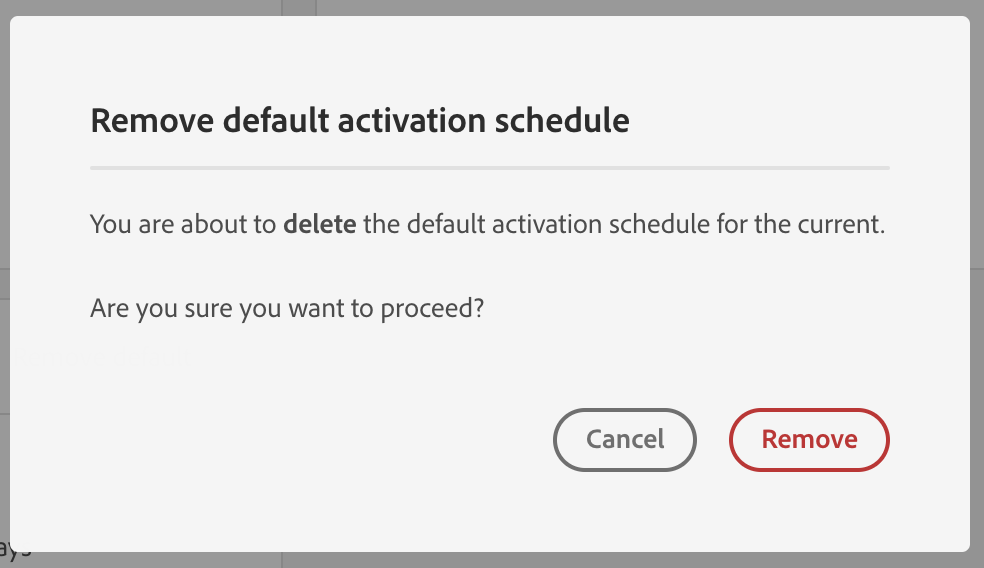 Remove default activation schedule
You are about to delete the default activation schedule for the current.
Are you sure you want to proceed?
Cancel
Remove